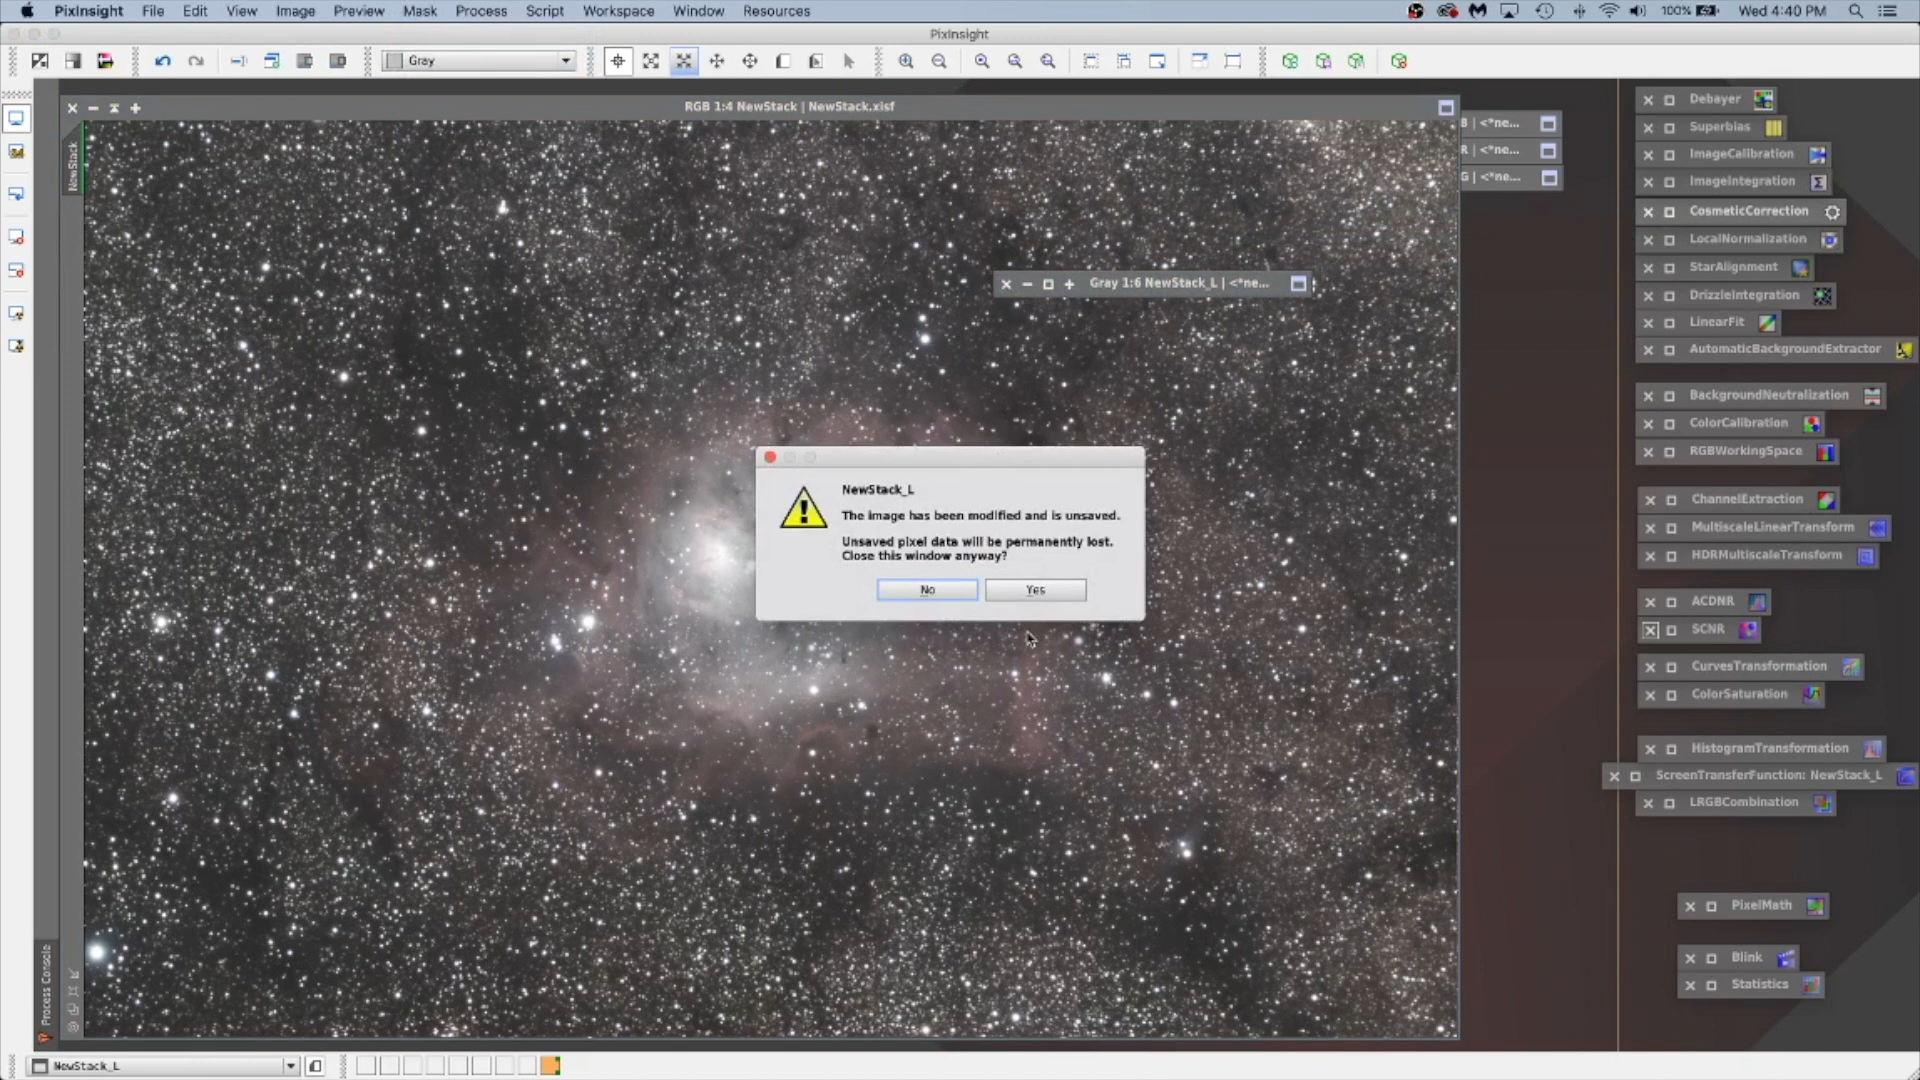 PixInsight File Edit View Image Preview Mask Process Script Workspace Window Resources 100% Wed 4:40 PM
PixInsight
Gray
RGB 1:4 NewStack | NewStack.xisf
NewStack
B | <*ne...
R | <*ne...
G | <*ne...
Gray 1:6 NewStack_L | <*ne...
NewStack_L
The image has been modified and is unsaved.
Unsaved pixel data will be permanently lost.
Close this window anyway?
No Yes
Debayer
Superbias
ImageCalibration
ImageIntegration
CosmeticCorrection
LocalNormalization
StarAlignment
DrizzleIntegration
LinearFit
AutomaticBackgroundExtractor
BackgroundNeutralization
ColorCalibration
RGBWorkingSpace
ChannelExtraction
MultiscaleLinearTransform
HDRMultiscaleTransform
ACDNR
SCNR
CurvesTransformation
ColorSaturation
HistogramTransformation
ScreenTransferFunction: NewStack_L
LRGBCombination
PixelMath
Blink
Statistics
Process Console
NewStack_L